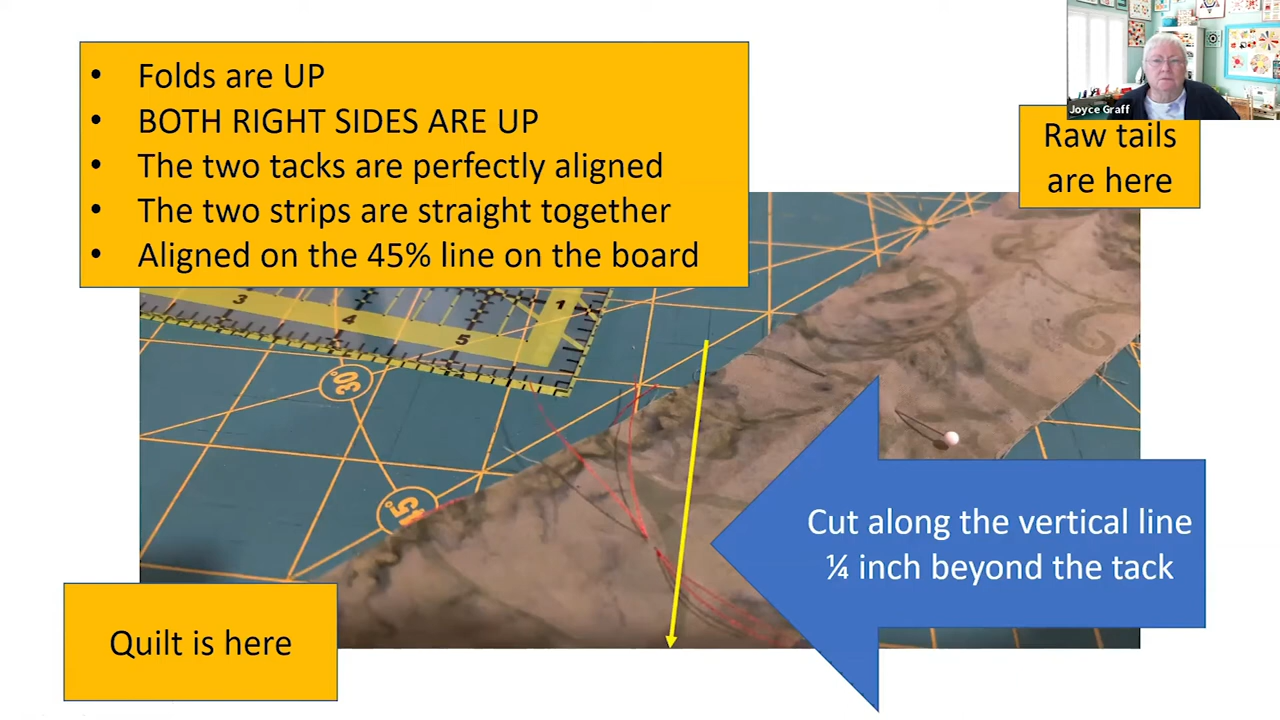 Folds are UP
BOTH RIGHT SIDES ARE UP
The two tacks are perfectly aligned
The two strips are straight together
Aligned on the 45% line on the board
Joyce Graff
Raw tails
are here
3
4
5
1
30°
45°
Cut along the vertical line
¼ inch beyond the tack
Quilt is here